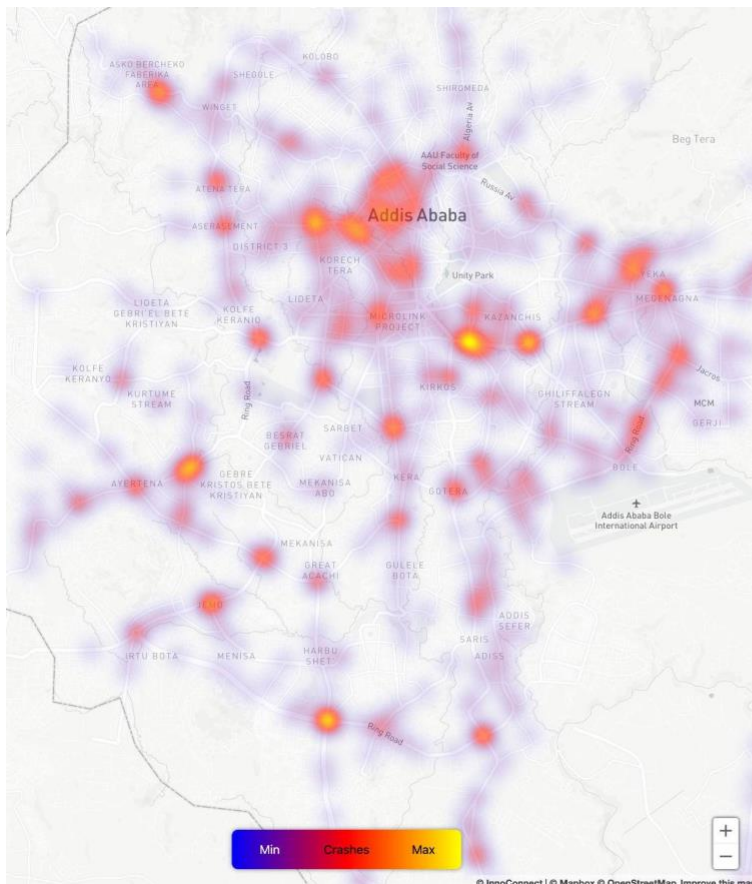 KOLOBO
ASKO BERCHEKO
FABERIKA
AREA
SHEGOLE
WINGET
SHIROMEDA
Algeria Av
Beg Tera
AAU Faculty of
Social Science
ATENA TERA
Russia Av
Addis Ababa
ASERASEMENT
DISTRICT 3
KORECH
TERA
Unity Park
YEKA
MEGENAGNA
LIDETA
GEBRI EL BETE
KRISTIYAN
LIDETA
KOLFE
KERANIO
MICROLINK
PROJECT
KAZANCHIS
KOLFE
KERANYO
KURTUME
STREAM
Ring Road
KIRKOS
GHILIFFALEGN
STREAM
Jacros
MCM
GERJI
Ring Road
BESRAT
GEBRIEL
SARBET
VATICAN
BOLE
AYERTENA
GEBRE
KRISTOS BETE
KRISTIYAN
MEKANISA
ABO
KERA
GOTERA
Addis Ababa Bole
International Airport
MEKANISA
GREAT
ACACHI
GULELE
BOTA
JEMO
ADDIS
SEFER
SARIS
ADISS
IRTU BOTA
MENISA
HARBU
SHET
Ring Road
Min
Crashes
Max
+
−
© InnoConnect | © Mapbox © OpenStreetMap Improve this map